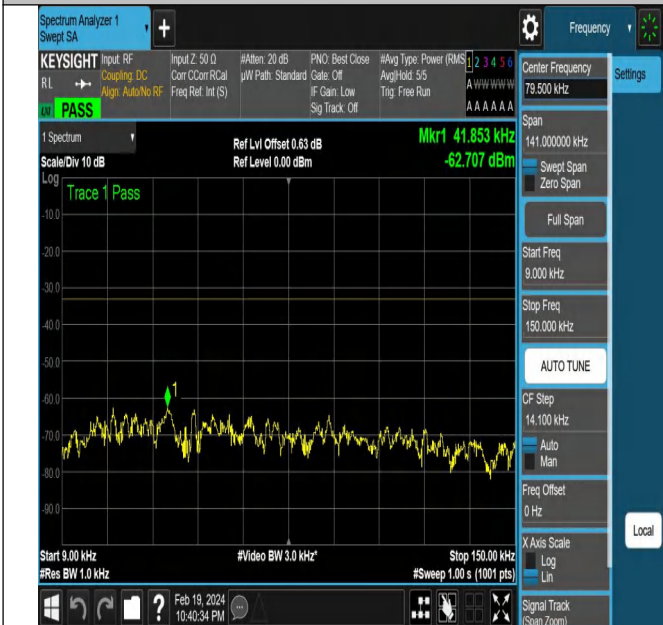 Spectrum Analyzer 1
Swept SA
+
Frequency
KEYSIGHT
Input: RF
Coupling: DC
Align: Auto/No RF
Input Z: 50 Ω
Corr CCorr RCal
Freq Ref: Int (S)
#Atten: 20 dB
µW Path: Standard
PNO: Best Close
Gate: Off
IF Gain: Low
Sig Track: Off
#Avg Type: Power (RMS
Avg|Hold: 5/5
Trig: Free Run
1 2 3 4 5 6
A W W W W W
A A A A A A
R L
PASS
Center Frequency
79.500 kHz
Settings
Span
141.000000 kHz
Swept Span
Zero Span
Full Span
Start Freq
9.000 kHz
Stop Freq
150.000 kHz
AUTO TUNE
CF Step
14.100 kHz
Auto
Man
Freq Offset
0 Hz
X Axis Scale
Log
Lin
Signal Track
(Span Zoom)
Local
1 Spectrum
Scale/Div 10 dB
Log
Ref Lvl Offset 0.63 dB
Ref Level 0.00 dBm
Mkr1 41.853 kHz
-62.707 dBm
Trace 1 Pass
-10.0
-20.0
-30.0
-40.0
-50.0
-60.0
-70.0
-80.0
-90.0
1
Start 9.00 kHz
#Res BW 1.0 kHz
#Video BW 3.0 kHz*
Stop 150.00 kHz
#Sweep 1.00 s (1001 pts)
?
Feb 19, 2024
10:40:34 PM